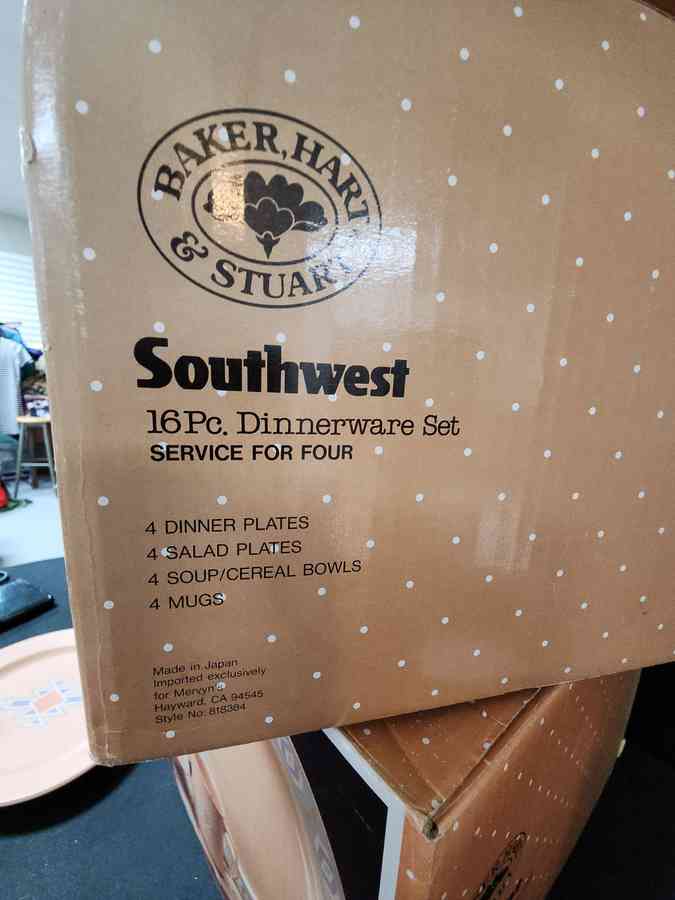 BAKER, HART
& STUART
Southwest
16 Pc. Dinnerware Set
SERVICE FOR FOUR
4 DINNER PLATES
4 SALAD PLATES
4 SOUP/CEREAL BOWLS
4 MUGS
Made in Japan
Imported exclusively
for Mervyn's
Hayward, CA 94545
Style No: 818384